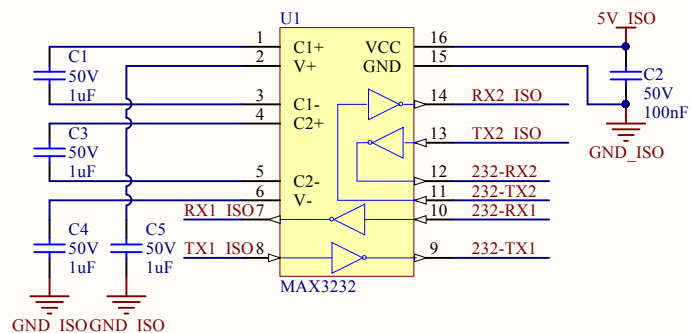 U1
1 C1+ VCC 16 5V_ISO
2 V+ GND 15
C1
50V
1uF
C2
50V
100nF
3 C1- 14 RX2_ISO
4 C2+
13 TX2_ISO
GND_ISO
C3
50V
1uF
5 C2- 12 232-RX2
6 V- 11 232-TX2
RX1_ISO 7 10 232-RX1
C4
50V
1uF
C5
50V
1uF
TX1_ISO 8 9 232-TX1
MAX3232
GND_ISO GND_ISO